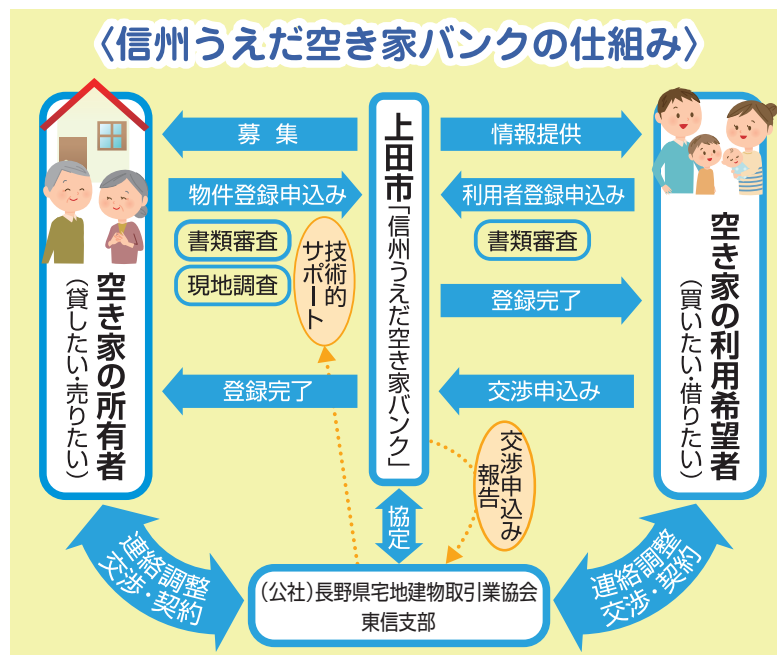 〈信州うえだ空き家バンクの仕組み〉
空き家の所有者
（貸したい・売りたい）
募集
物件登録申込み
書類審査
現地調査
技術的
サポート
登録完了
上田市「信州うえだ空き家バンク」
情報提供
利用者登録申込み
書類審査
登録完了
交渉申込み
交渉申込み
報告
空き家の利用希望者
（買いたい・借りたい）
協定
連絡調整
交渉・契約
（公社）長野県宅地建物取引業協会
東信支部
連絡調整
交渉・契約